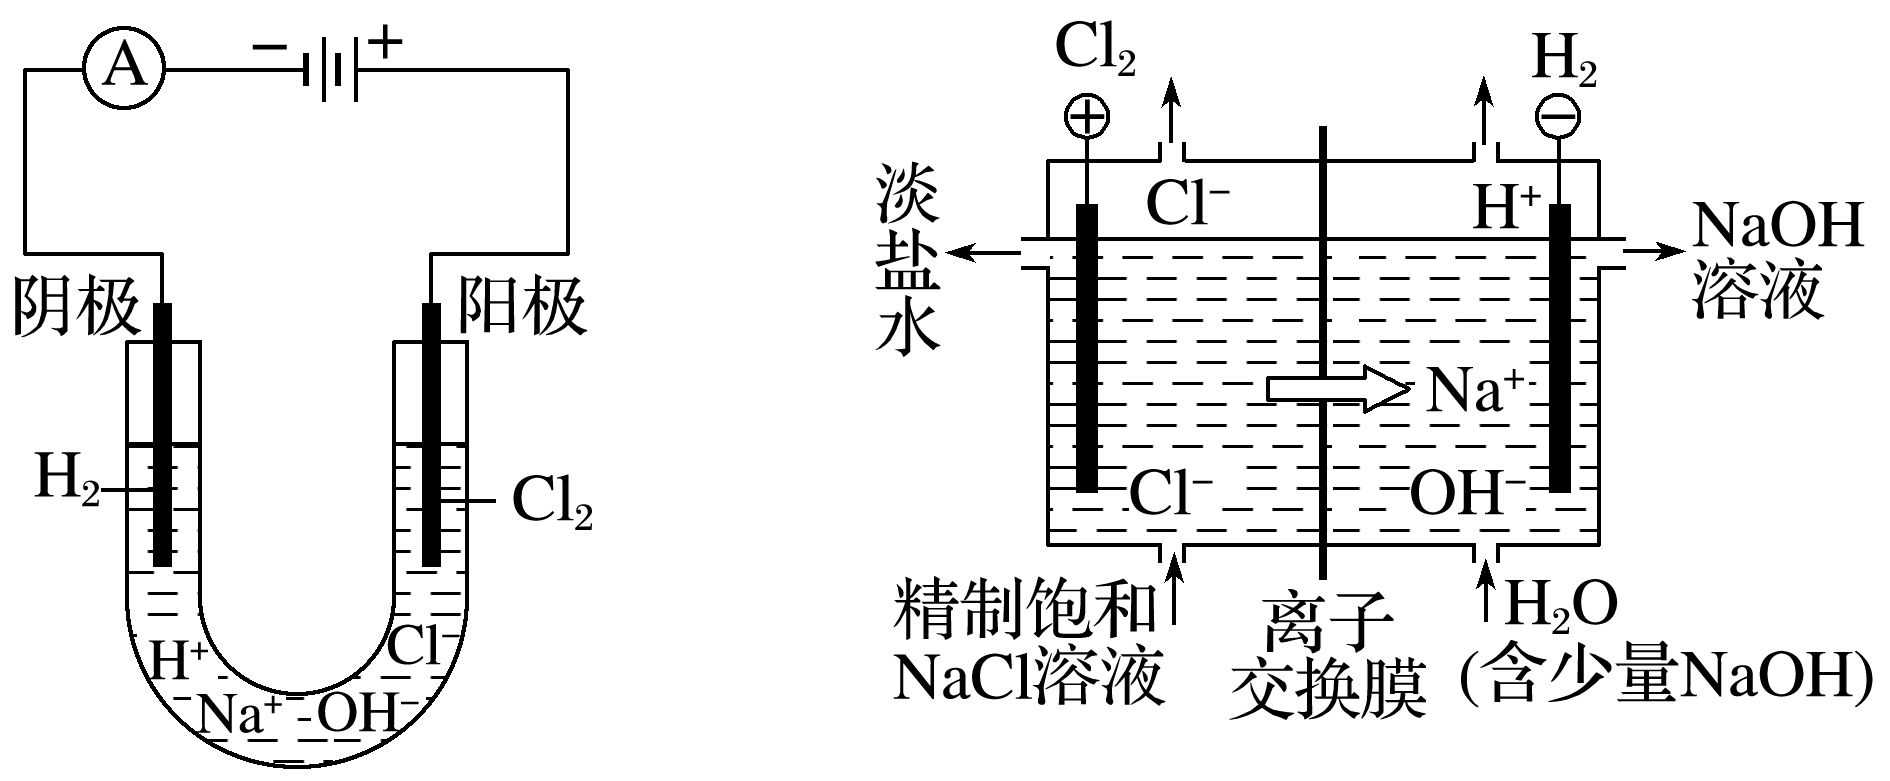 A
− +
阴极
阳极
H₂
Cl₂
H⁺
Cl⁻
Na⁺
OH⁻
Cl₂
H₂
+
−
淡盐水
Cl⁻
H⁺
NaOH
溶液
Na⁺
Cl⁻
OH⁻
精制饱和
NaCl溶液
离子
交换膜
H₂O
(含少量NaOH)